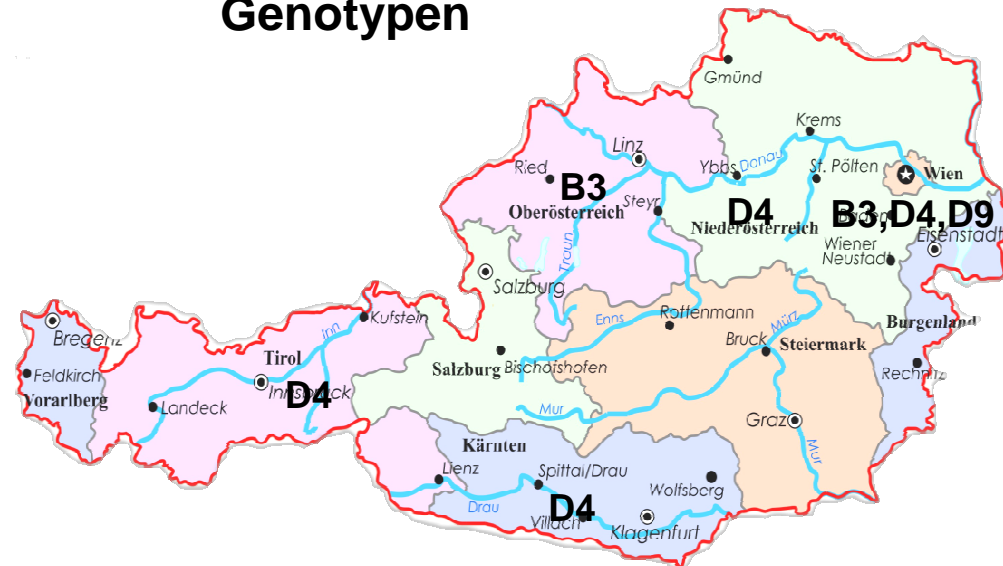 Genotypen
Gmünd
Krems
Linz
Ried
Ybbs
Donau
St. Pölten
Wien
B3
Steyr
Oberösterreich
D4
B3,D4,D9
Niederösterreich
Eisenstadt
Wiener
Neustadt
Traun
Salzburg
Enns
Rottenmann
Mürz
Burgenland
Kufstein
Inn
Bregenz
Bruck
Steiermark
Tirol
Salzburg
Bischofshofen
Rechnitz
Feldkirch
Innsbruck
D4
Vorarlberg
Landeck
Mur
Graz
Kärnten
Mur
Lienz
Spittal/Drau
Wolfsberg
Drau
D4
Villach
Klagenfurt